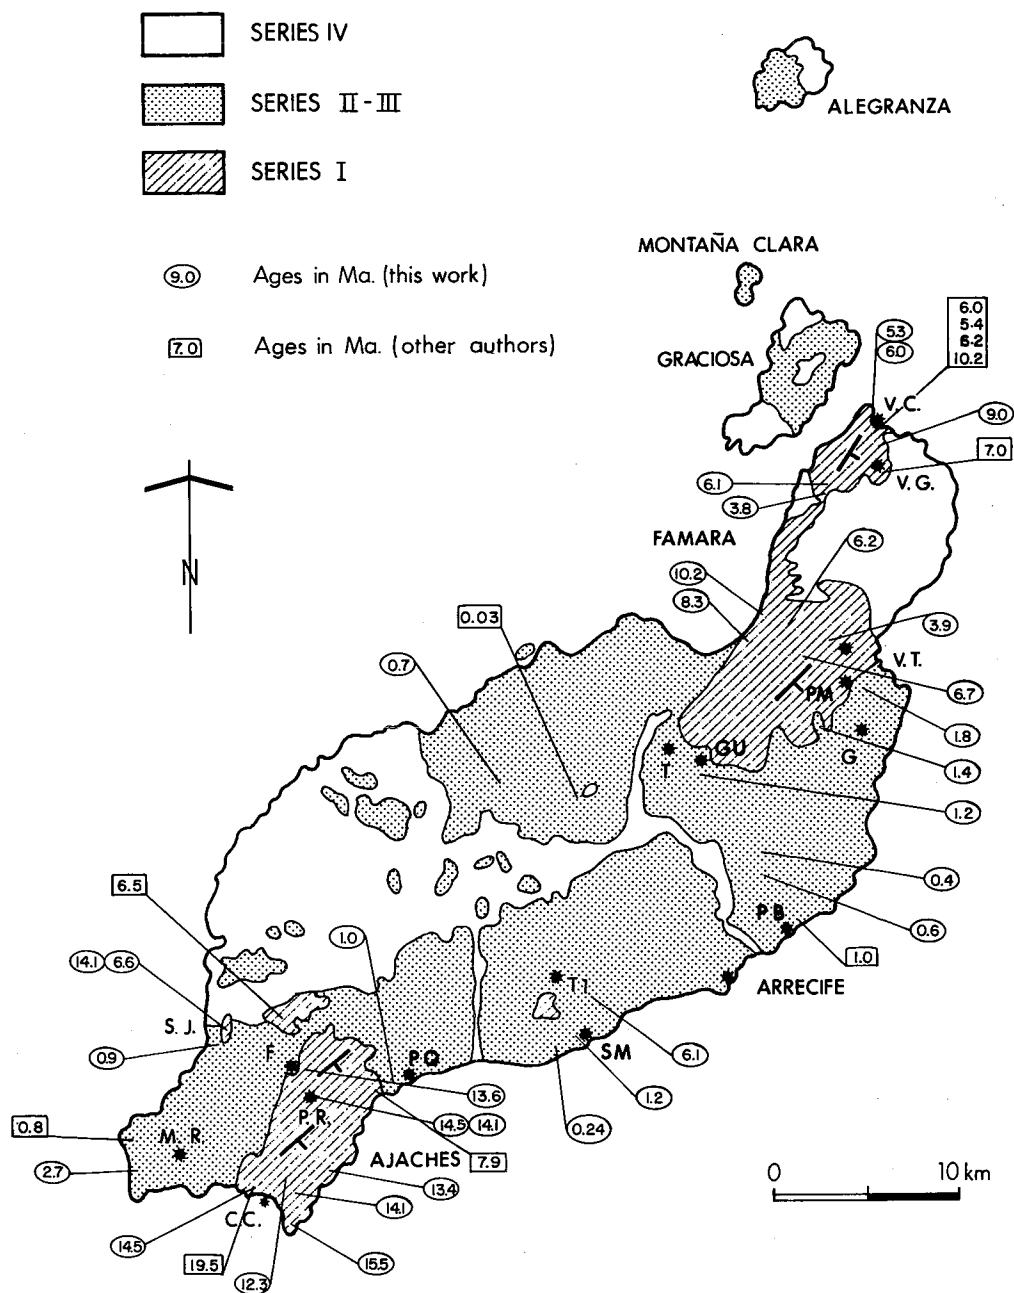 SERIES IV
SERIES II-III
SERIES I
9.0 Ages in Ma. (this work)
7.0 Ages in Ma. (other authors)
ALEGRANZA
MONTAÑA CLARA
GRACIOSA
6.0
5.4
6.2
10.2
5.3
6.0
V.C.
9.0
7.0
V.G.
6.1
3.8
FAMARA
6.2
10.2
8.3
N
0.03
3.9
0.7
V.T.
6.7
PM
1.8
GU
G
T
1.4
1.2
0.4
6.5
P B
0.6
1.0
1.0
14.1 6.6
ARRECIFE
T1
S.J.
0.9
F
SM
6.1
P Q
13.6
1.2
P.R.
14.5 14.1
0.24
0.8
M.R.
AJACHES
7.9
2.7
13.4
0 10 km
14.1
C.C.
14.5
19.5
15.5
12.3